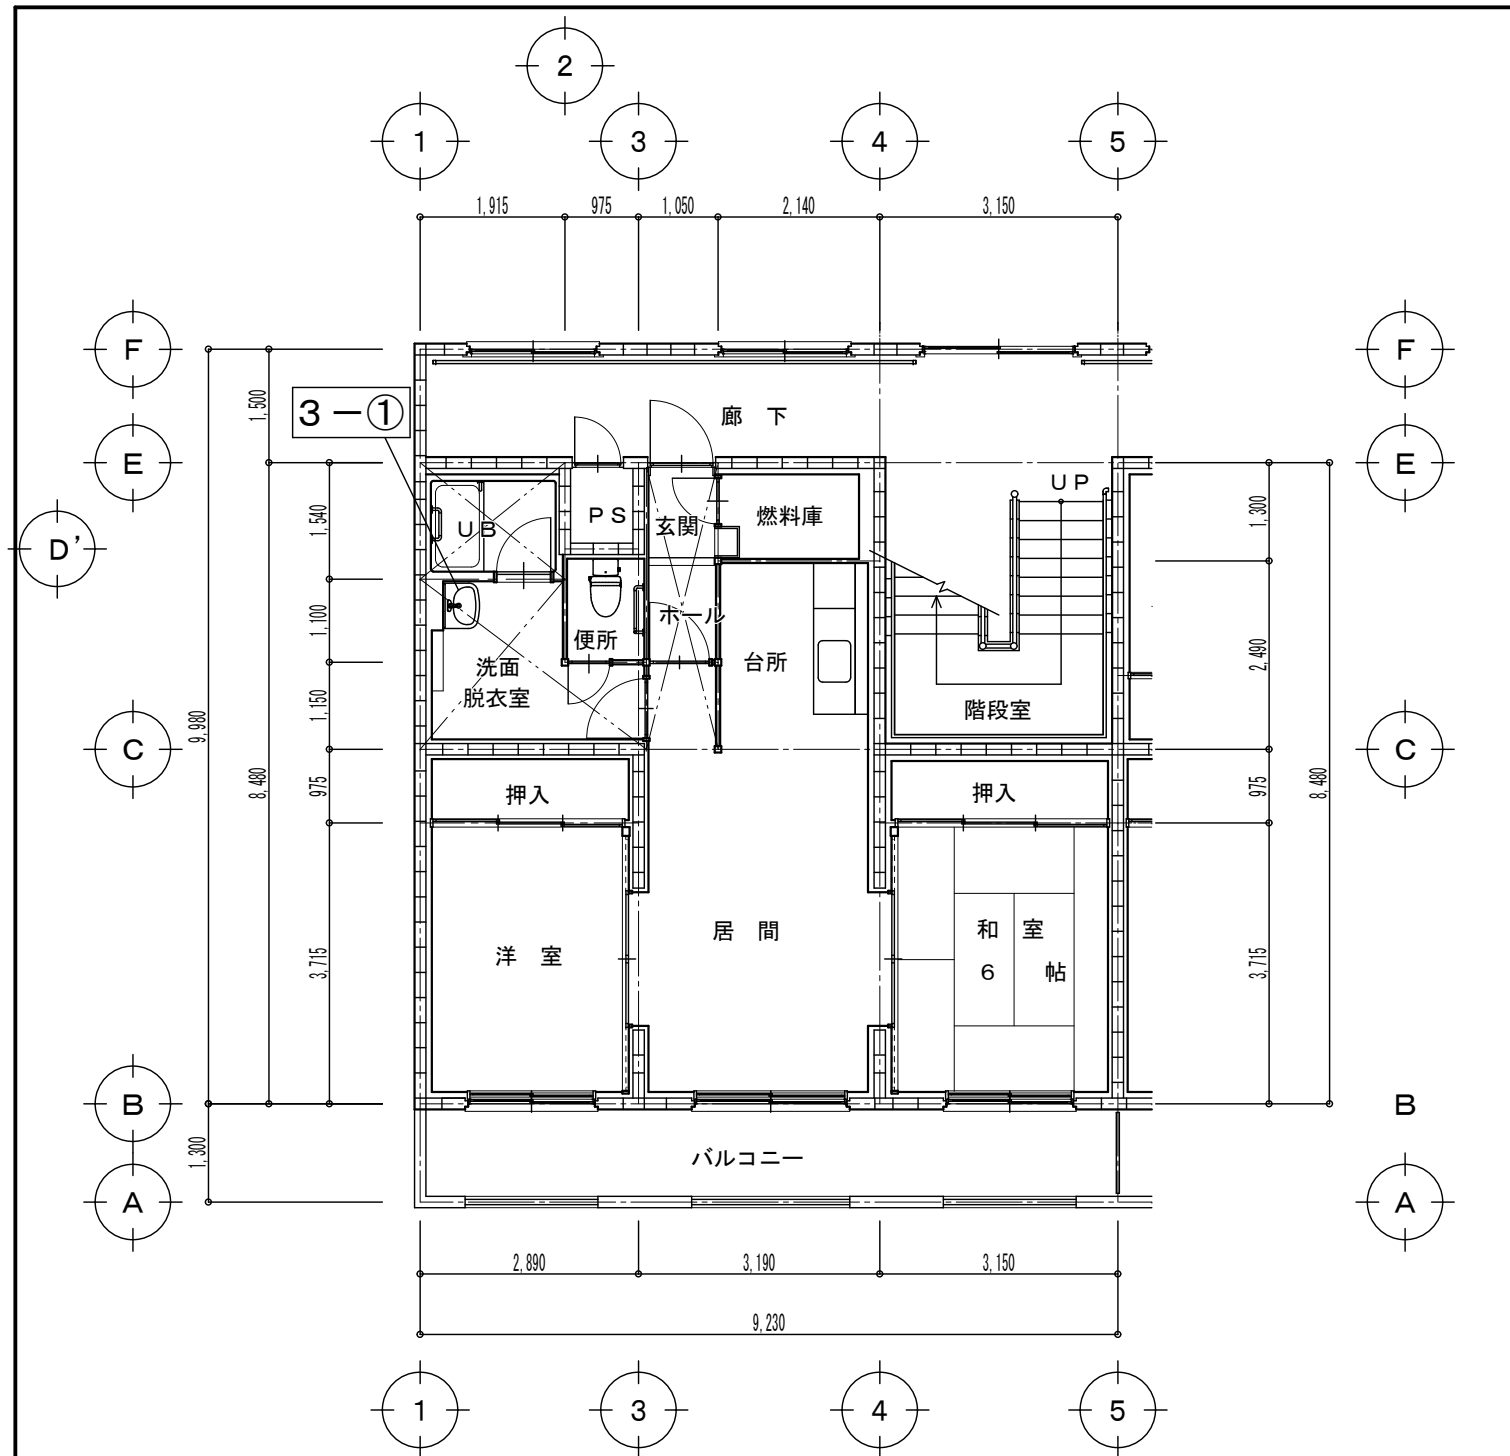 2
1
3
4
5
1,915
975
1,050
2,140
3,150
F
F
1,500
3－①
廊　下
E
E
UP
1,540
UB
PS
玄関
燃料庫
1,300
D’
1,100
ホール
便所
台所
2,490
洗面
脱衣室
1,150
階段室
9,980
C
C
8,480
975
押入
押入
975
8,480
3,715
洋　室
居　間
和　室
6　帖
3,715
B
B
1,300
バルコニー
A
A
2,890
3,190
3,150
9,230
1
3
4
5